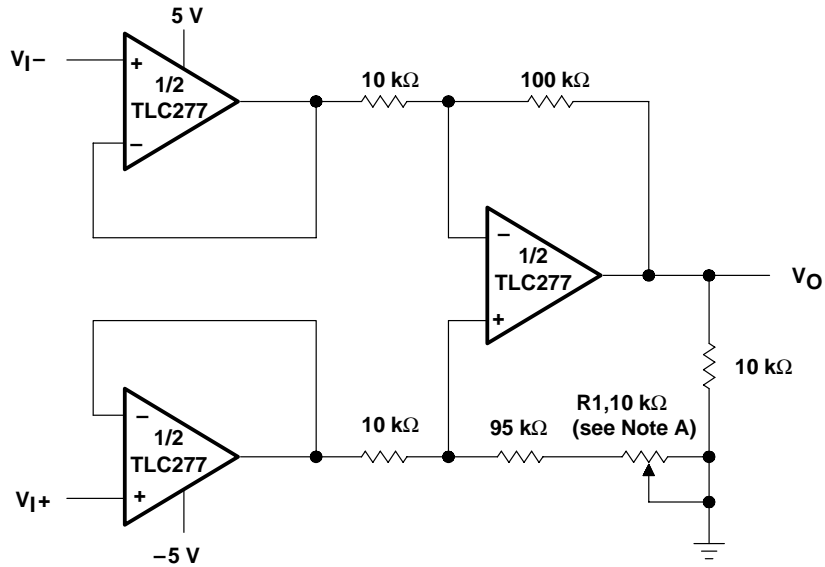 5 V
VI−
+
1/2
TLC277
−
10 kΩ
100 kΩ
−
1/2
TLC277
+
VO
10 kΩ
−
1/2
TLC277
+
VI+
−5 V
10 kΩ
95 kΩ
R1,10 kΩ
(see Note A)